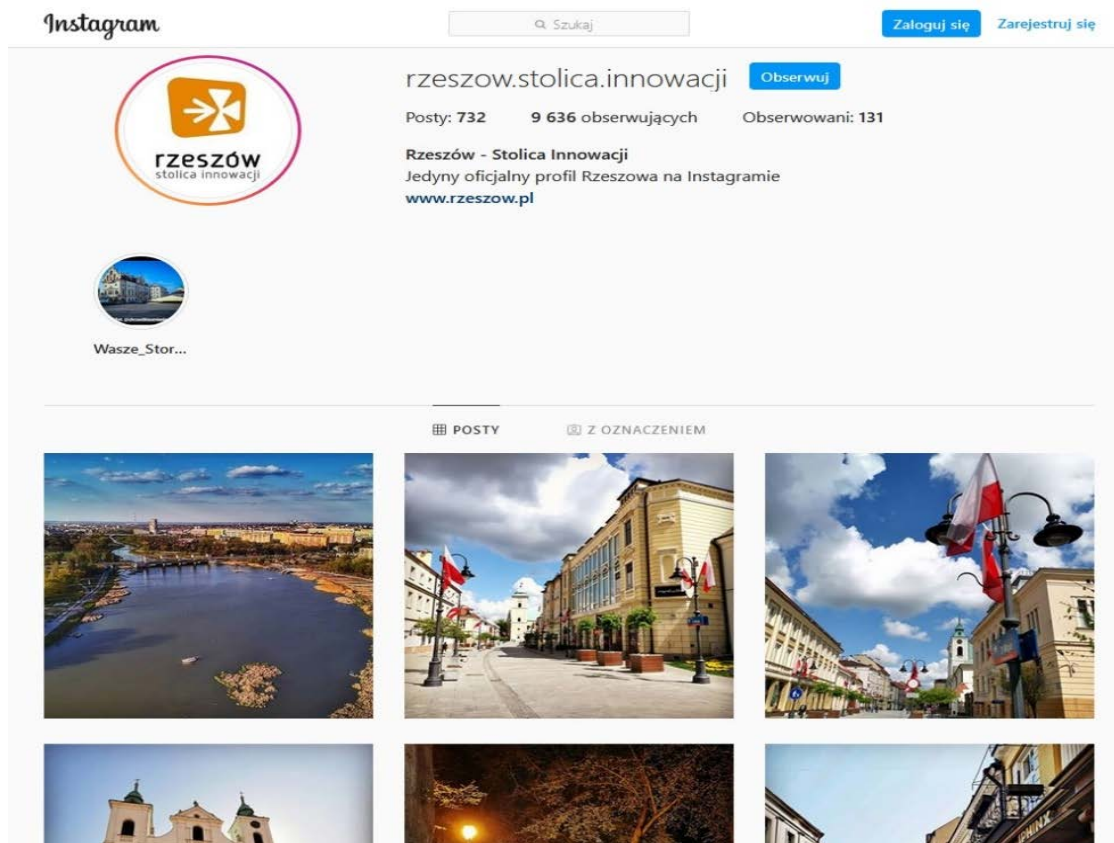 Instagram
Szukaj
Zaloguj się
Zarejestruj się
rzeszów
stolica innowacji
rzeszow.stolica.innowacji
Obserwuj
Posty: 732 9 636 obserwujących Obserwowani: 131
Rzeszów - Stolica Innowacji
Jedyny oficjalny profil Rzeszowa na Instagramie
www.rzeszow.pl
Wasze_Stor...
POSTY
Z OZNACZENIEM
SPHINX